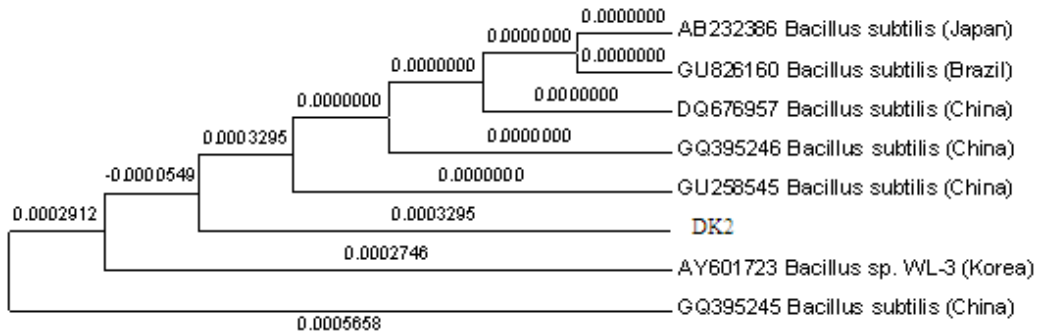 0.0000000
0.0000000 AB232386 Bacillus subtilis (Japan)
0.0000000 0.0000000
GU826160 Bacillus subtilis (Brazil)
0.0000000 0.0000000
DQ676957 Bacillus subtilis (China)
0.0003295 0.0000000
GQ395246 Bacillus subtilis (China)
-0.0000549 0.0000000
GU258545 Bacillus subtilis (China)
0.0002912 0.0003295
DK2
0.0002746
AY601723 Bacillus sp. WL-3 (Korea)
GQ395245 Bacillus subtilis (China)
0.0005658